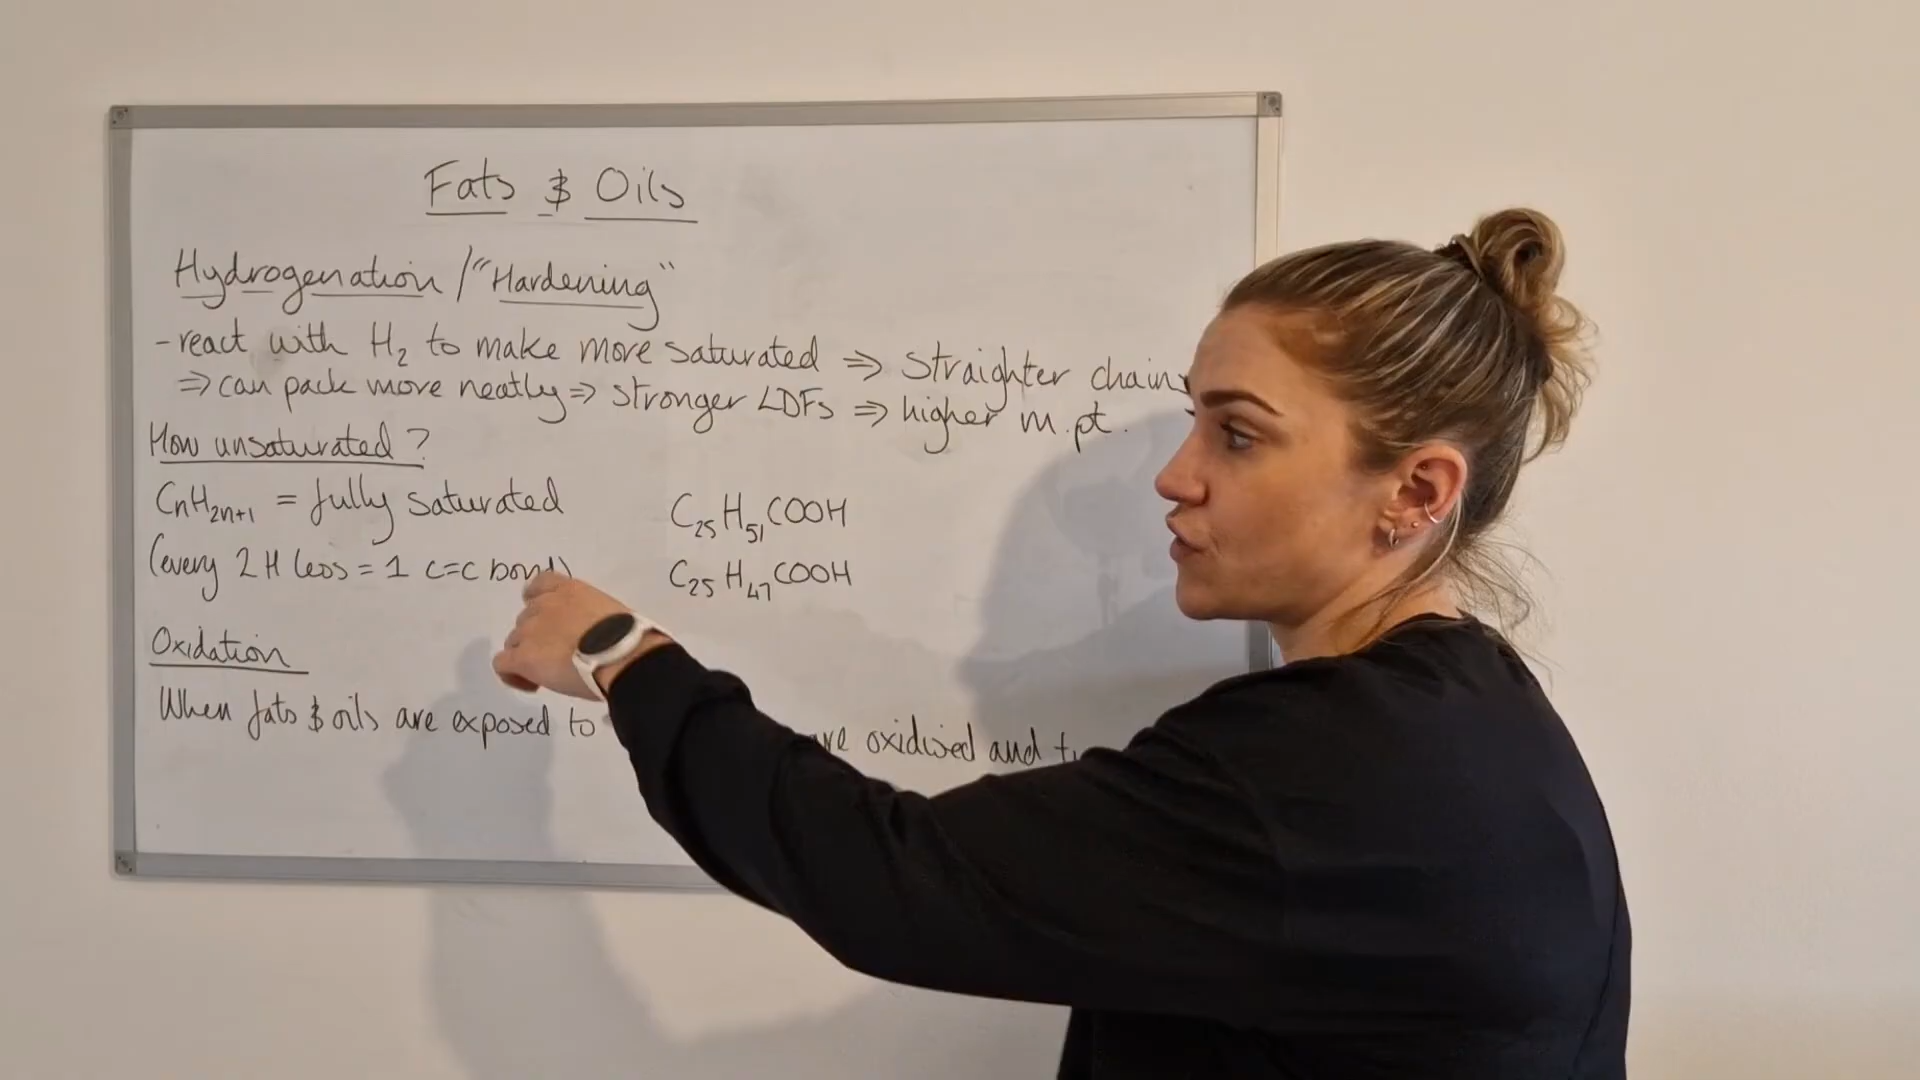 Fats & Oils
Hydrogenation / "Hardening"
- react with H₂ to make more saturated ⇒ straighter chains
⇒ can pack more neatly ⇒ stronger LDFs ⇒ higher m.pt.
How unsaturated?
CnH2n+1 = fully saturated
C₂₅H₅₁COOH
(every 2 H less = 1 C=C bond)
C₂₅H₄₇COOH
Oxidation
When fats & oils are exposed to are oxidised and